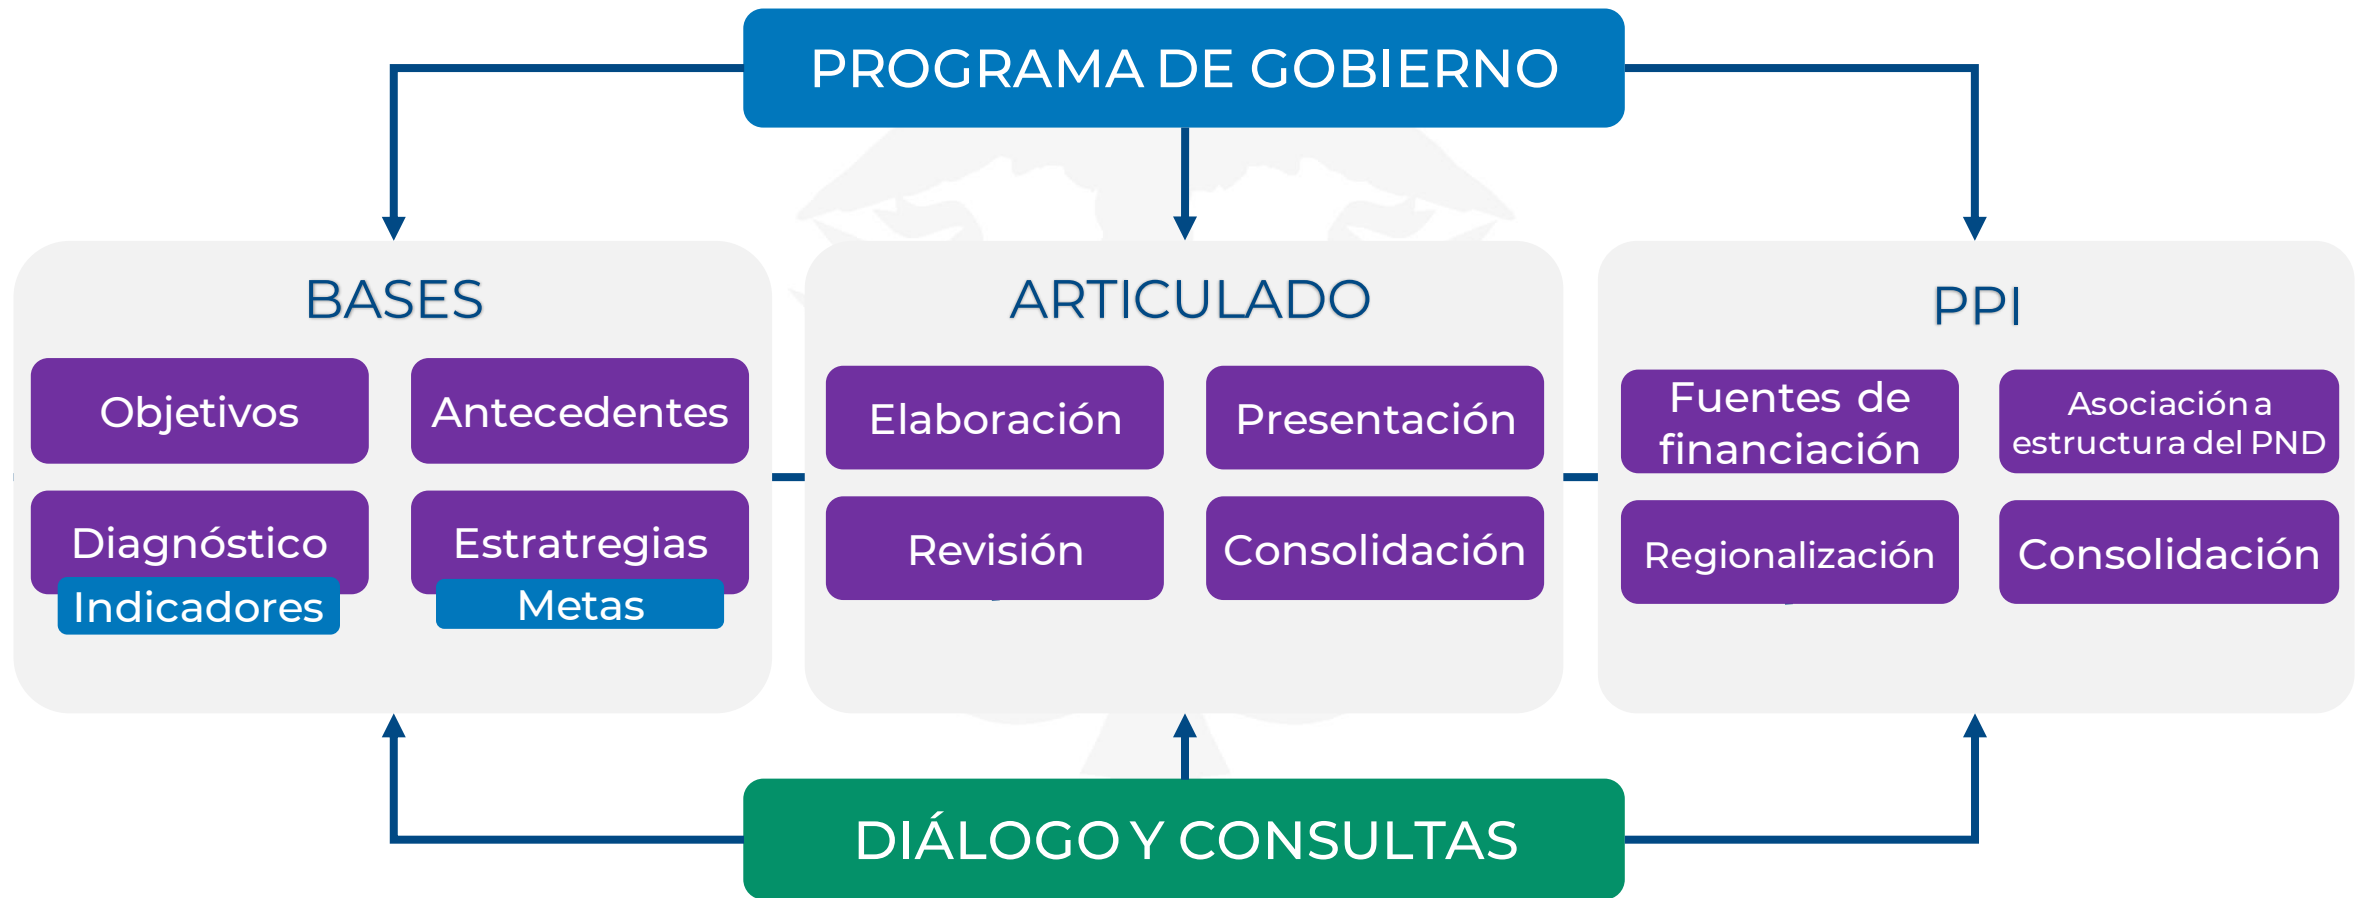 PROGRAMA DE GOBIERNO
BASES
Objetivos
Antecedentes
Diagnóstico
Estratregias
Indicadores
Metas
ARTICULADO
Elaboración
Presentación
Revisión
Consolidación
PPI
Fuentes de
financiación
Asociación a
estructura del PND
Regionalización
Consolidación
DIÁLOGO Y CONSULTAS